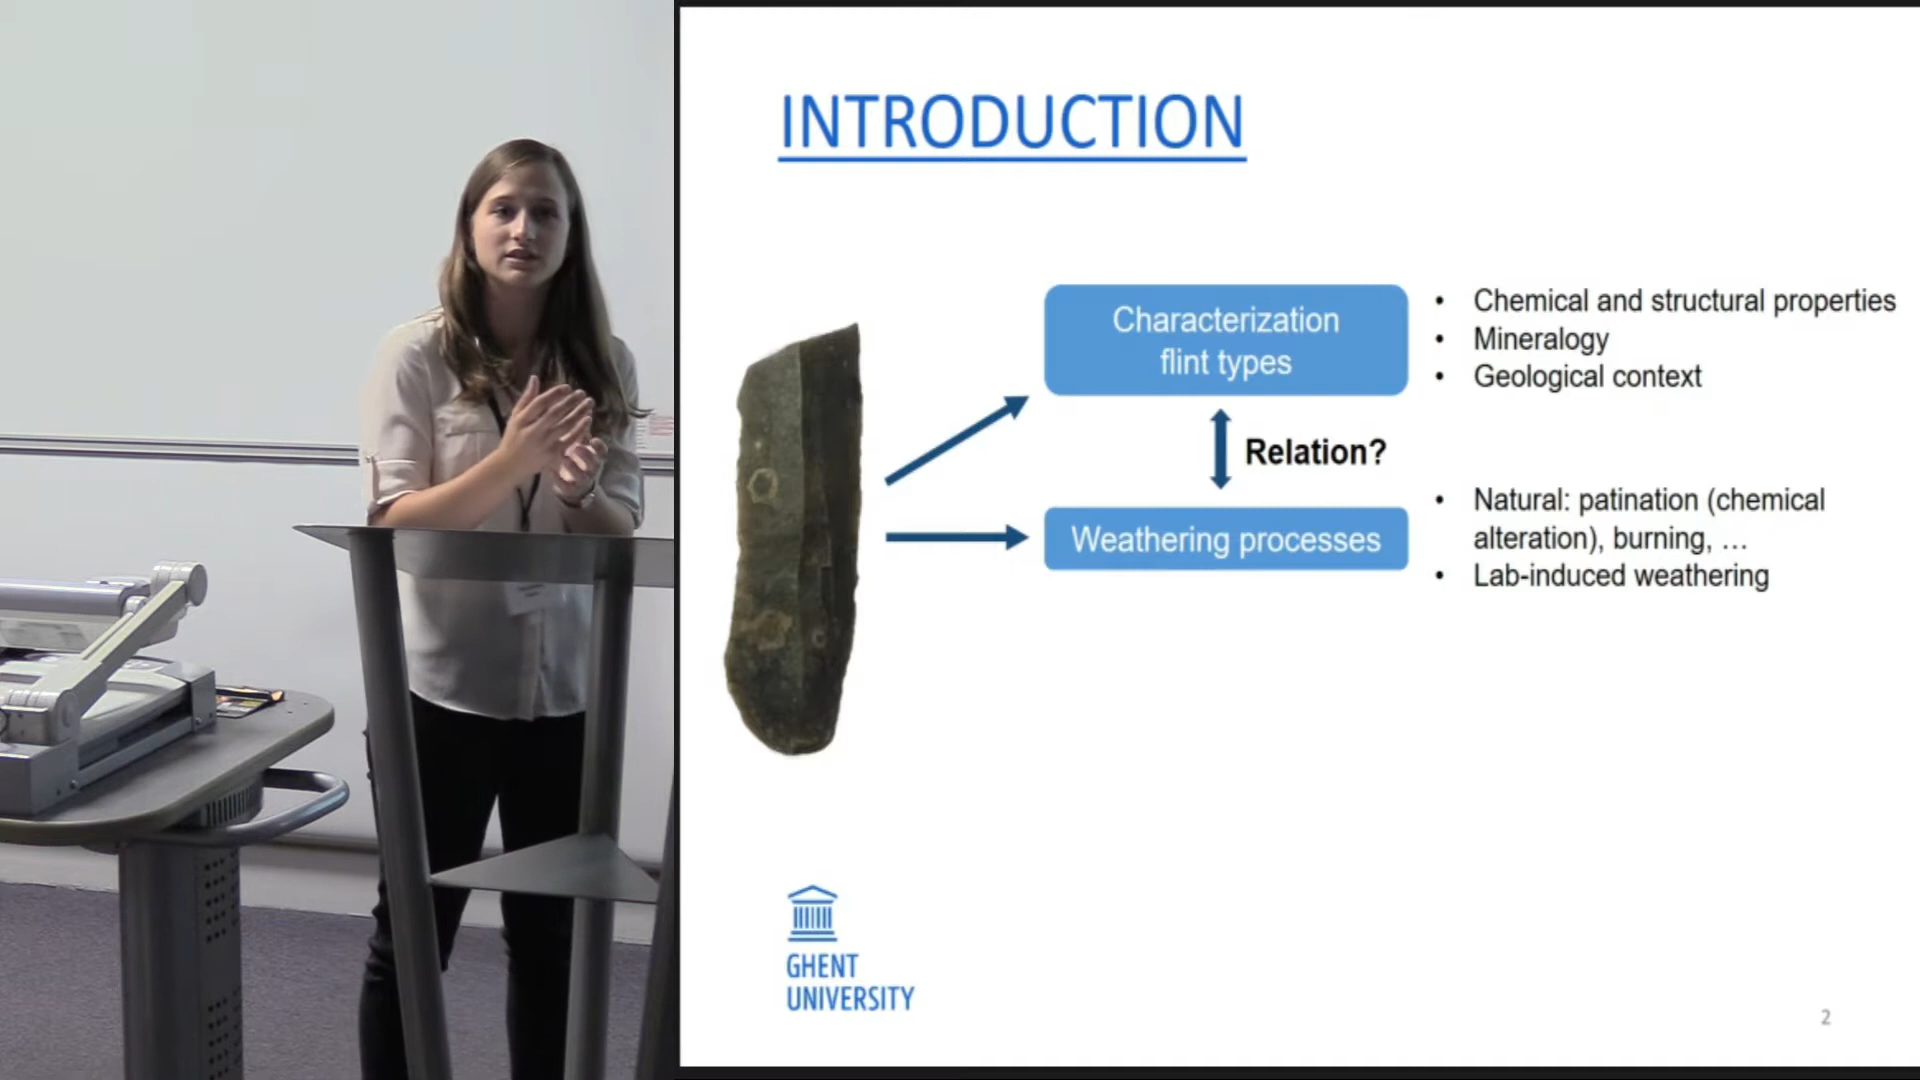 INTRODUCTION
Characterization
flint types
• Chemical and structural properties
• Mineralogy
• Geological context
Relation?
Weathering processes
• Natural: patination (chemical
alteration), burning, …
• Lab-induced weathering
GHENT
UNIVERSITY
2